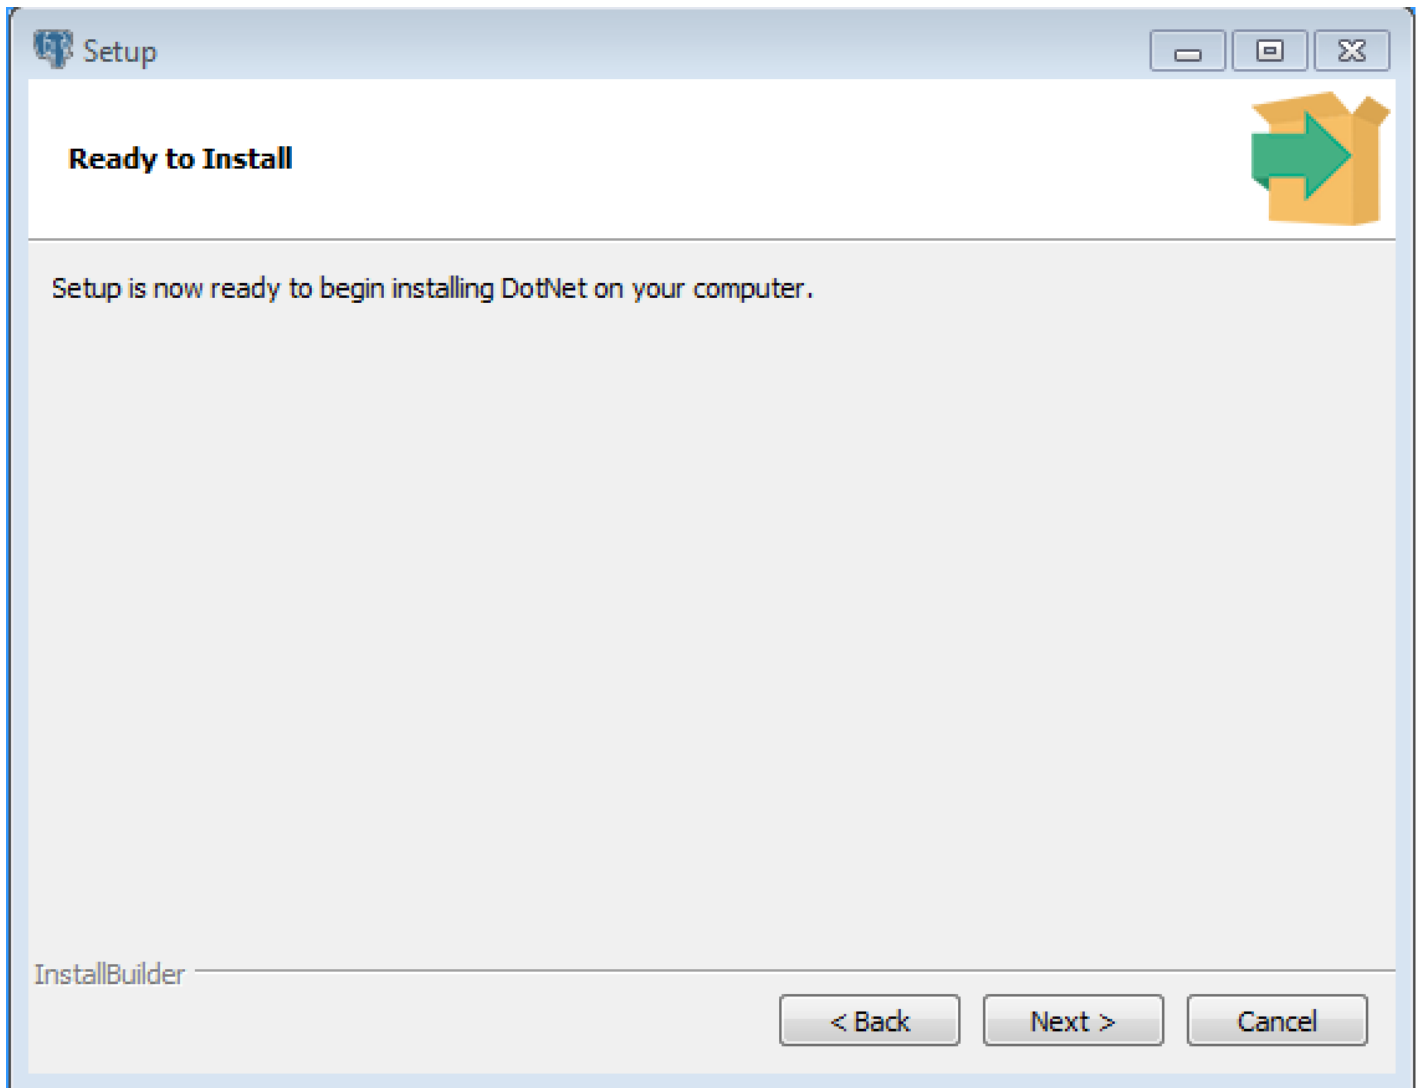 Setup
Ready to Install
Setup is now ready to begin installing DotNet on your computer.
InstallBuilder
< Back Next > Cancel